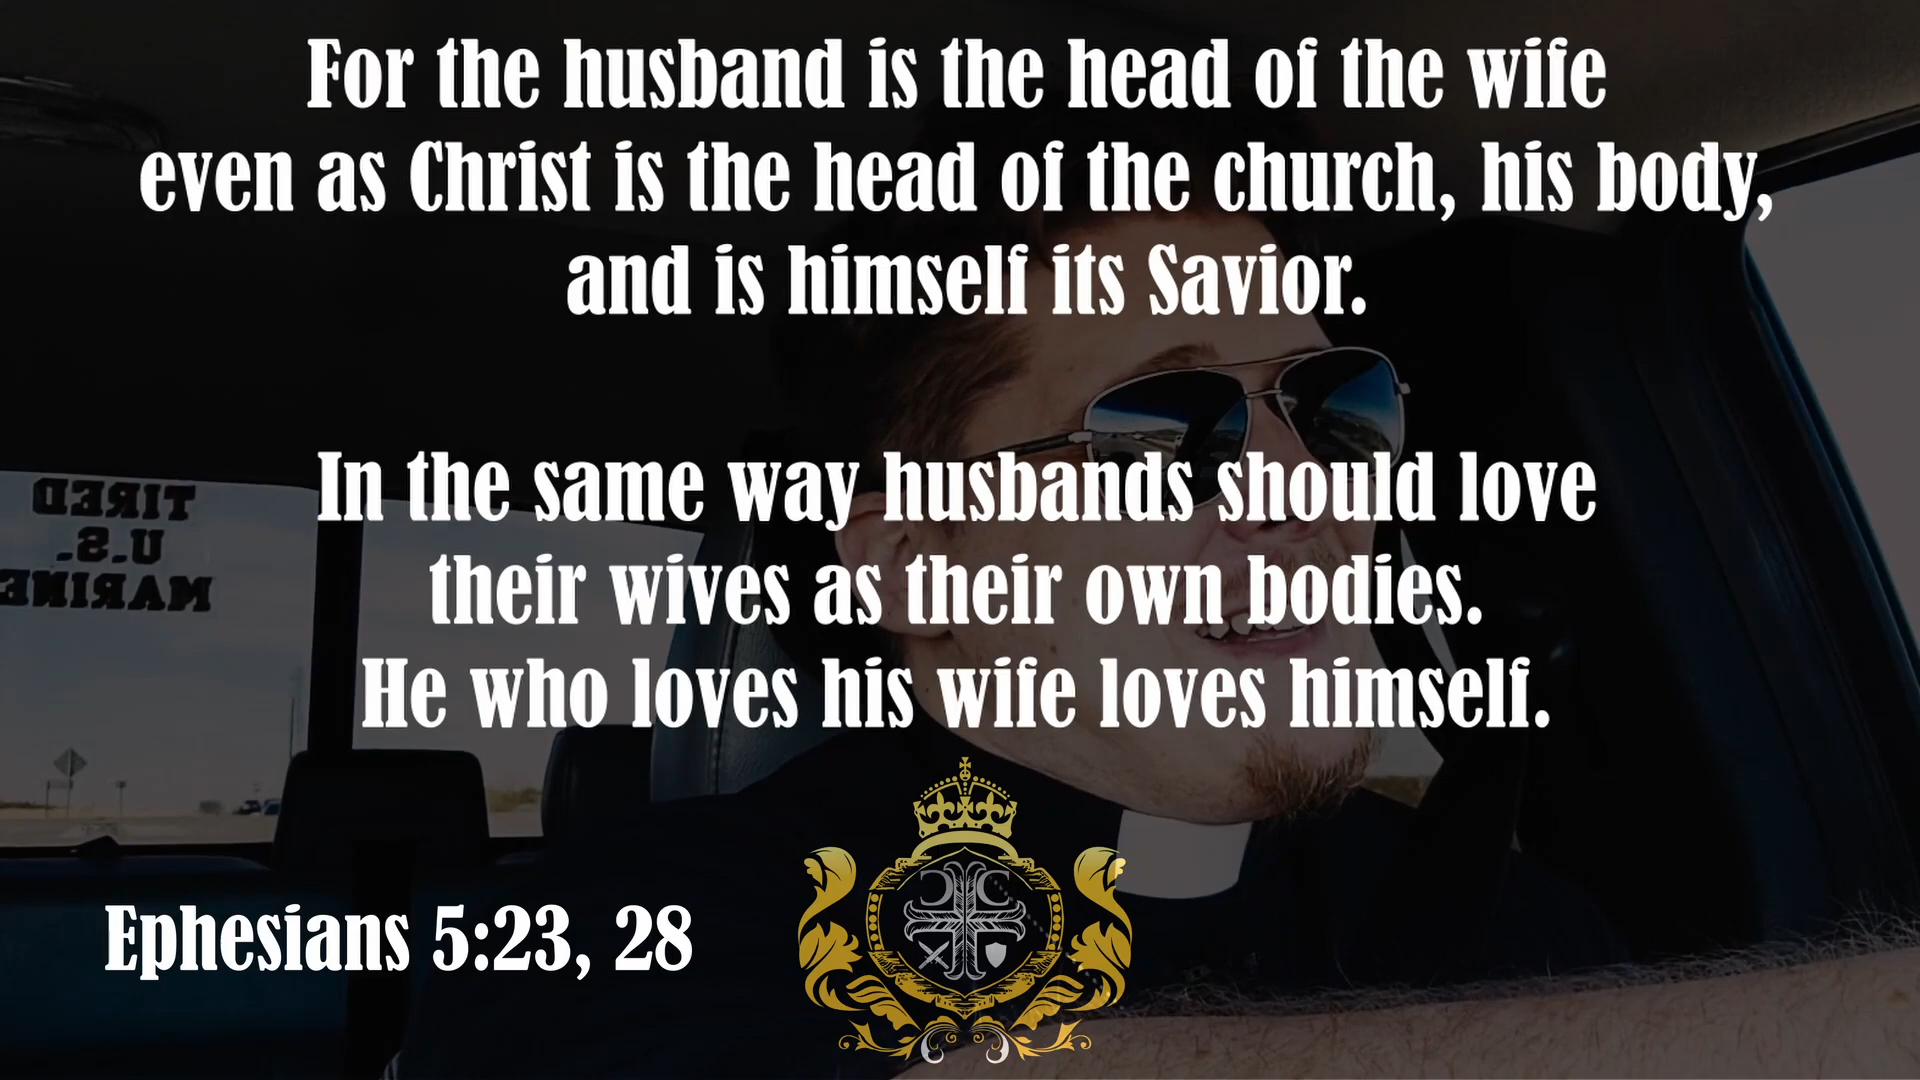 For the husband is the head of the wife
even as Christ is the head of the church, his body,
and is himself its Savior.
In the same way husbands should love
their wives as their own bodies.
He who loves his wife loves himself.
TIRED
U.S.
MARINE
Ephesians 5:23, 28
C C